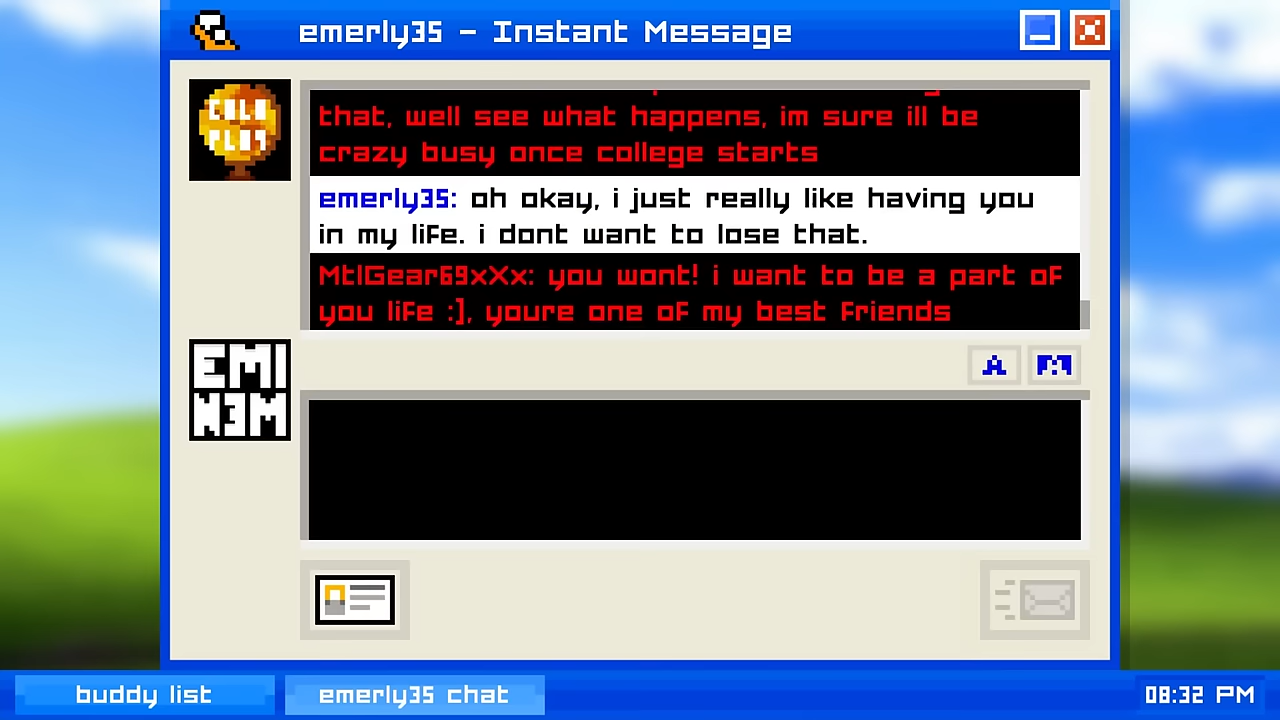 emerly35 - Instant Message
COLD
PLAY
that, well see what happens, im sure ill be
crazy busy once college starts
emerly35: oh okay, i just really like having you
in my life. i dont want to lose that.
MtlGear69xXx: you wont! i want to be a part of
you life :], youre one of my best friends
EMI
N3M
A
buddy list
emerly35 chat
08:32 PM